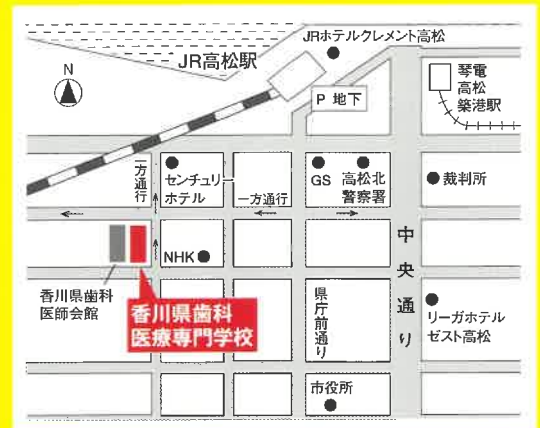 JRホテルクレメント高松
JR高松駅
N
P 地下
琴電
高松
築港駅
一方通行
センチュリー
ホテル
一方通行
GS
高松北
警察署
裁判所
NHK
中央通り
香川県歯科
医師会館
香川県歯科
医療専門学校
県庁前通り
リーガホテル
ゼスト高松
市役所